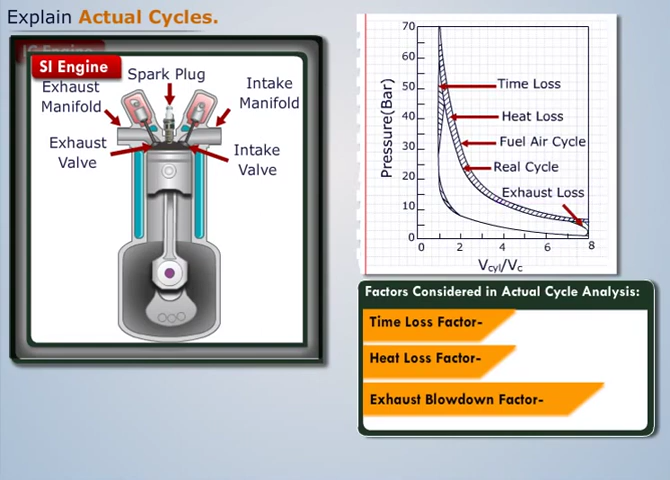 Explain Actual Cycles.
SI Engine
Spark Plug
Exhaust
Manifold
Intake
Manifold
Exhaust
Valve
Intake
Valve
Pressure(Bar)
70
60
50
40
30
20
10
0
0 2 4 6 8
Vcyl/Vc
Time Loss
Heat Loss
Fuel Air Cycle
Real Cycle
Exhaust Loss
Factors Considered in Actual Cycle Analysis:
Time Loss Factor-
Heat Loss Factor-
Exhaust Blowdown Factor-